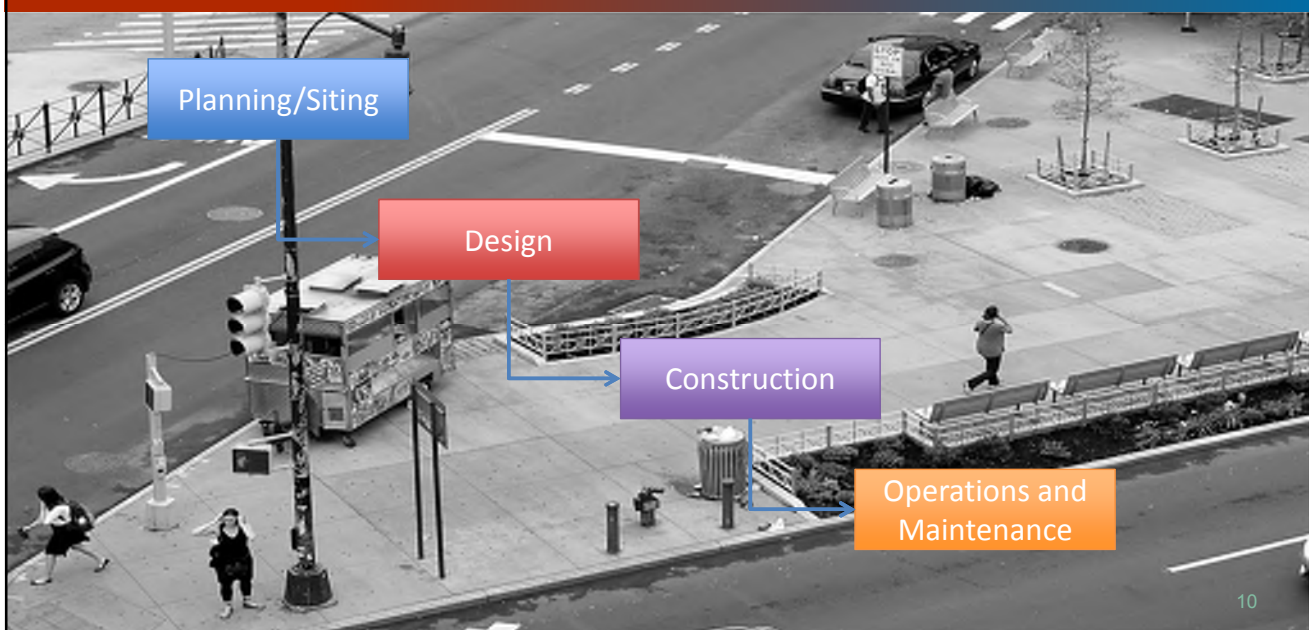 Planning/Siting
Design
Construction
Operations and
Maintenance
10